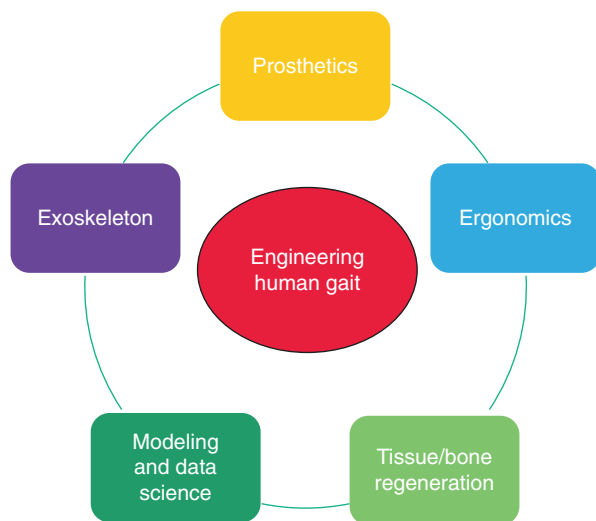 Prosthetics
Exoskeleton
Ergonomics
Engineering
human gait
Modeling
and data
science
Tissue/bone
regeneration